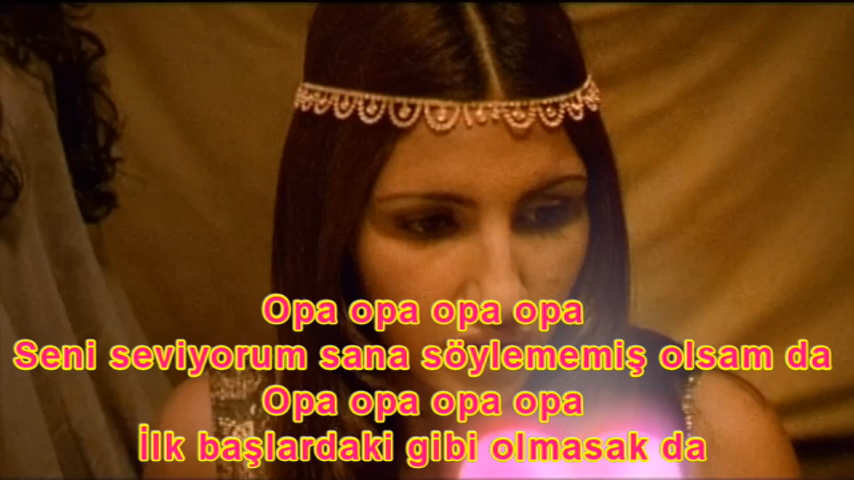 Opa opa opa opa
Seni seviyorum sana söylememiş olsam da
Opa opa opa opa
İlk başlardaki gibi olmasak da